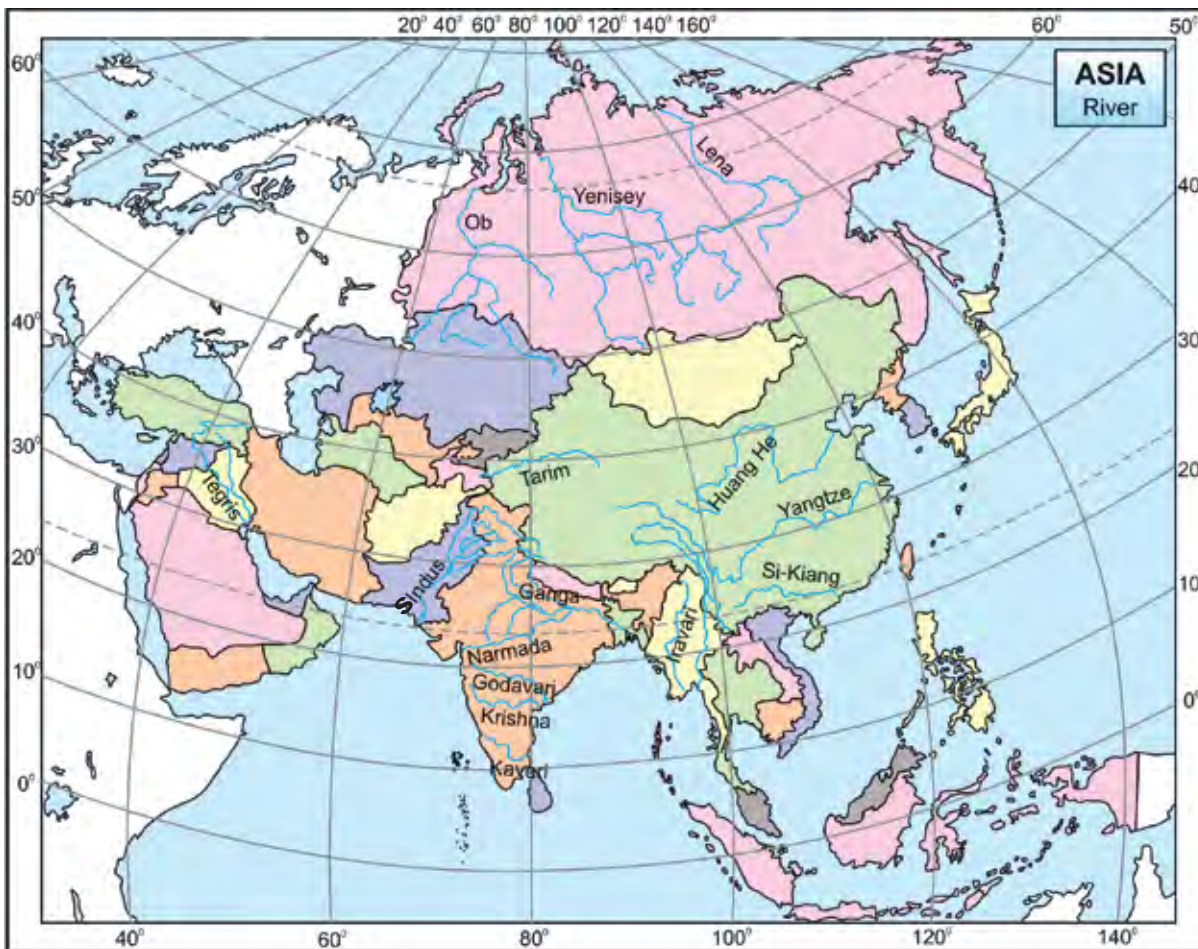 20° 40° 60° 80° 100° 120° 140° 160° 60° 50°
60°
ASIA
River
Lena
Yenisey
50°
40°
Ob
40°
30°
30°
Tarim
Huang He
20°
Tegris
Yangtze
20°
Sindus
Ganga
Si-Kiang
10°
Iravari
Narmada
10°
Godavari
0°
Krishna
Kaveri
0°
40° 60° 80° 100° 120° 140°